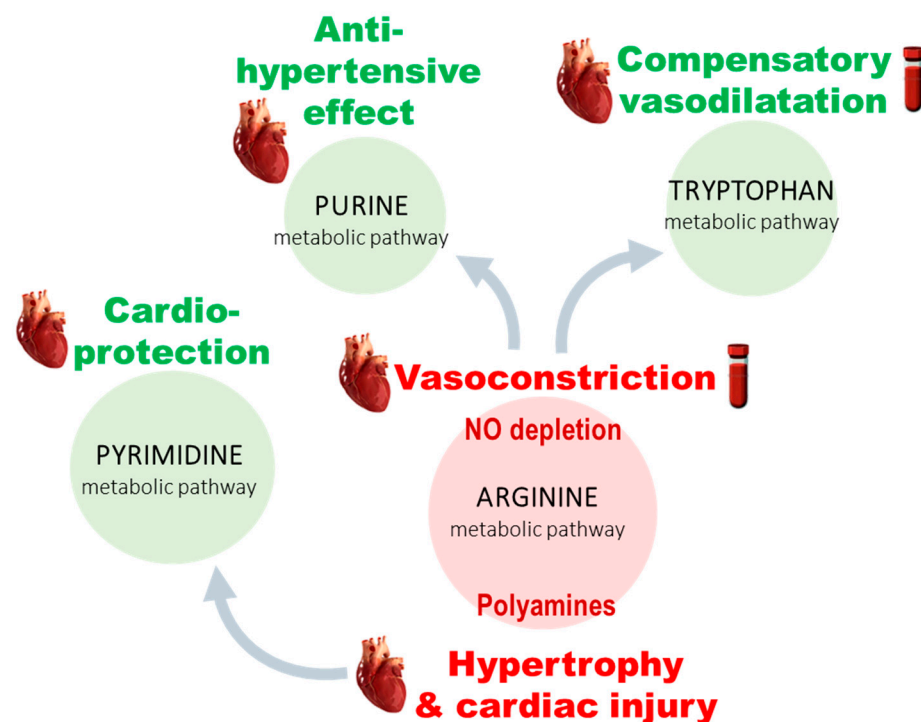 Anti-
hypertensive
effect
PURINE
metabolic pathway
Compensatory
vasodilatation
TRYPTOPHAN
metabolic pathway
Cardio-
protection
PYRIMIDINE
metabolic pathway
Vasoconstriction
NO depletion
ARGININE
metabolic pathway
Polyamines
Hypertrophy
& cardiac injury